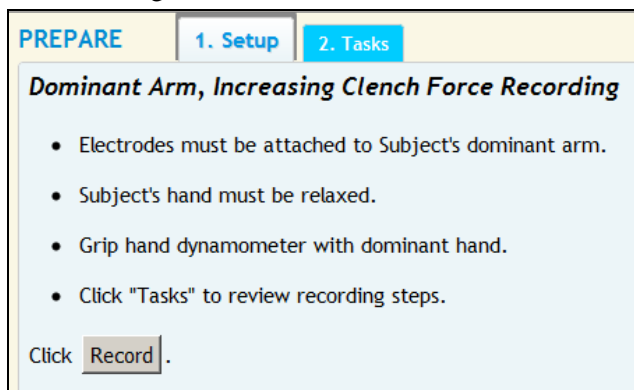 PREPARE 1. Setup 2. Tasks
Dominant Arm, Increasing Clench Force Recording
• Electrodes must be attached to Subject's dominant arm.
• Subject's hand must be relaxed.
• Grip hand dynamometer with dominant hand.
• Click "Tasks" to review recording steps.
Click Record .